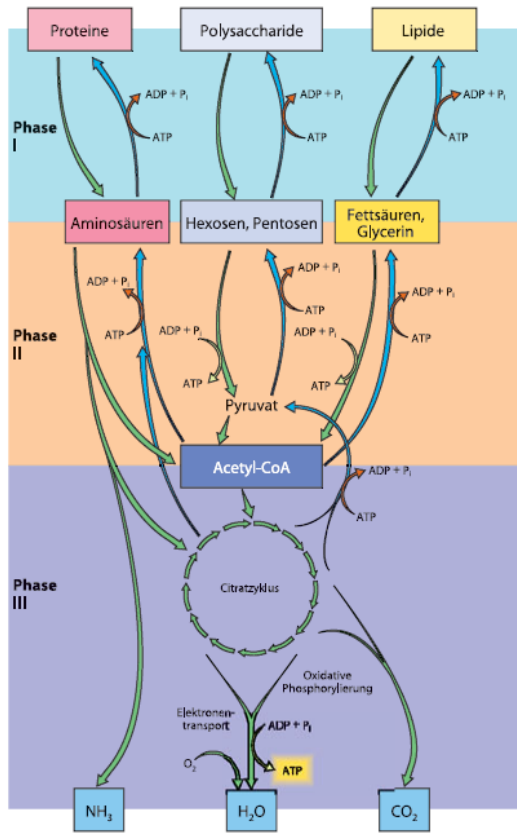 Proteine
Polysaccharide
Lipide
ADP + Pi
ADP + Pi
ADP + Pi
Phase
I
ATP
ATP
ATP
Aminosäuren
Hexosen, Pentosen
Fettsäuren,
Glycerin
ADP + Pi
ADP + Pi
ADP + Pi
ATP
ADP + Pi
ATP
ADP + Pi
ATP
Phase
II
ATP
ATP
Pyruvat
Acetyl-CoA
ADP + Pi
ATP
Phase
III
Citratzyklus
Oxidative
Phosphorylierung
Elektronen-
transport
ADP + Pi
O2
ATP
NH3
H2O
CO2